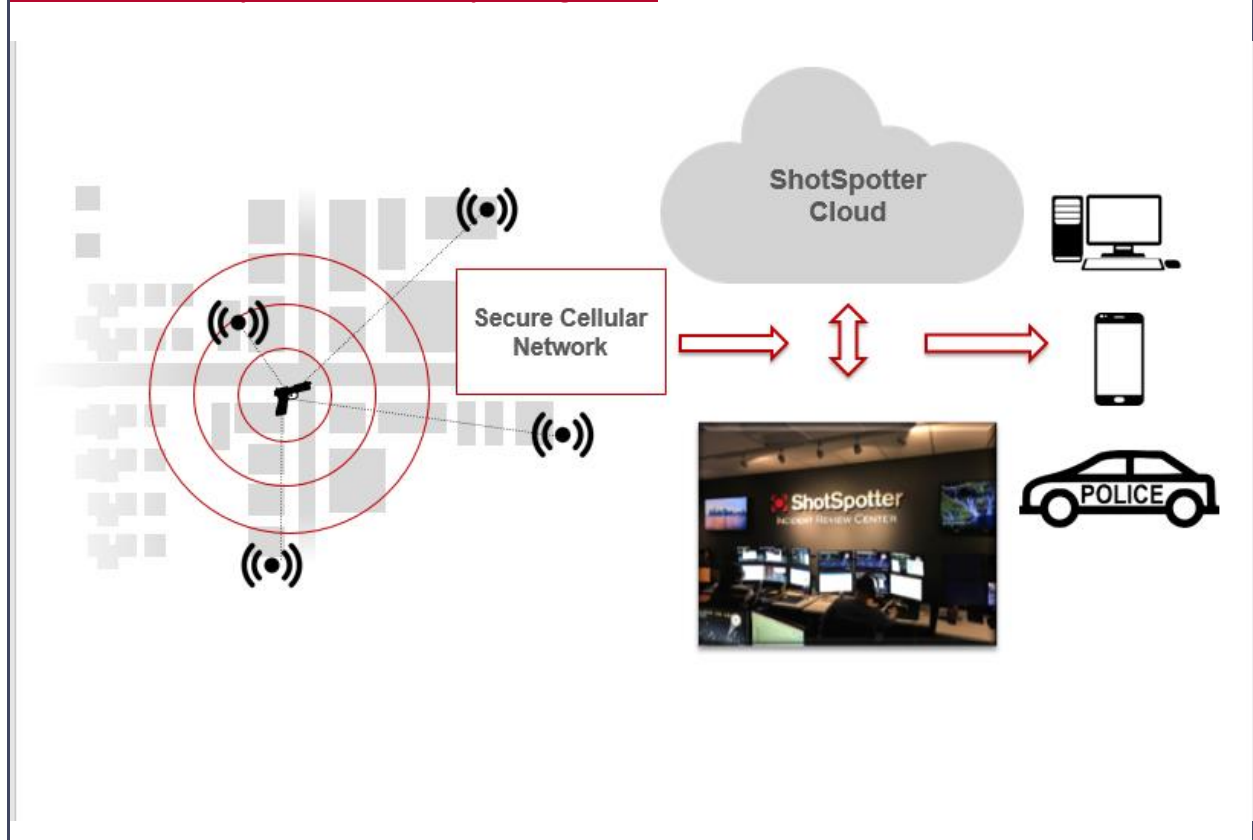 ShotSpotter
Cloud
Secure Cellular
Network
ShotSpotter
INCIDENT REVIEW CENTER
POLICE